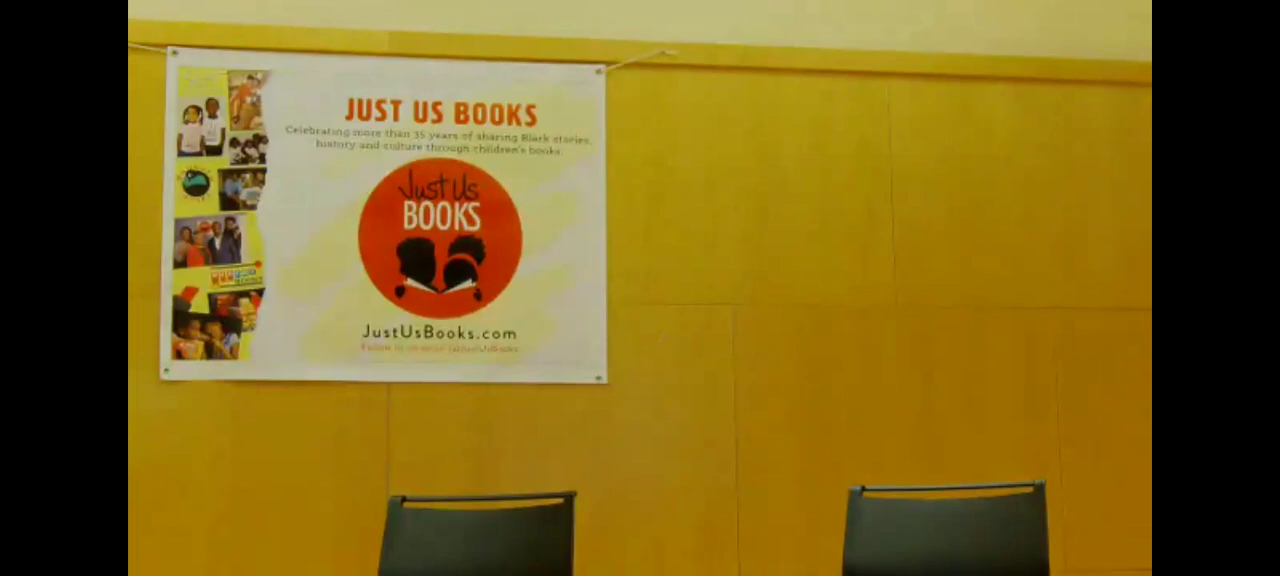 JUST US BOOKS
Celebrating more than 35 years of sharing Black stories,
history and culture through children's books.
Just Us
BOOKS
JustUsBooks.com